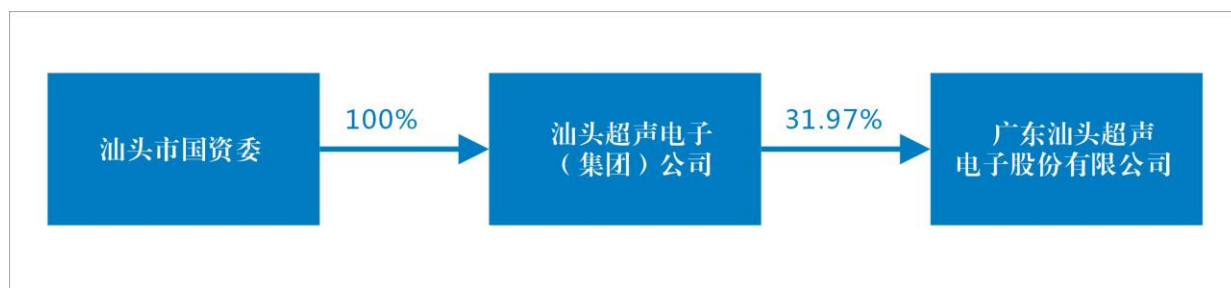 汕头市国资委
100%
汕头超声电子
（集团）公司
31.97%
广东汕头超声
电子股份有限公司